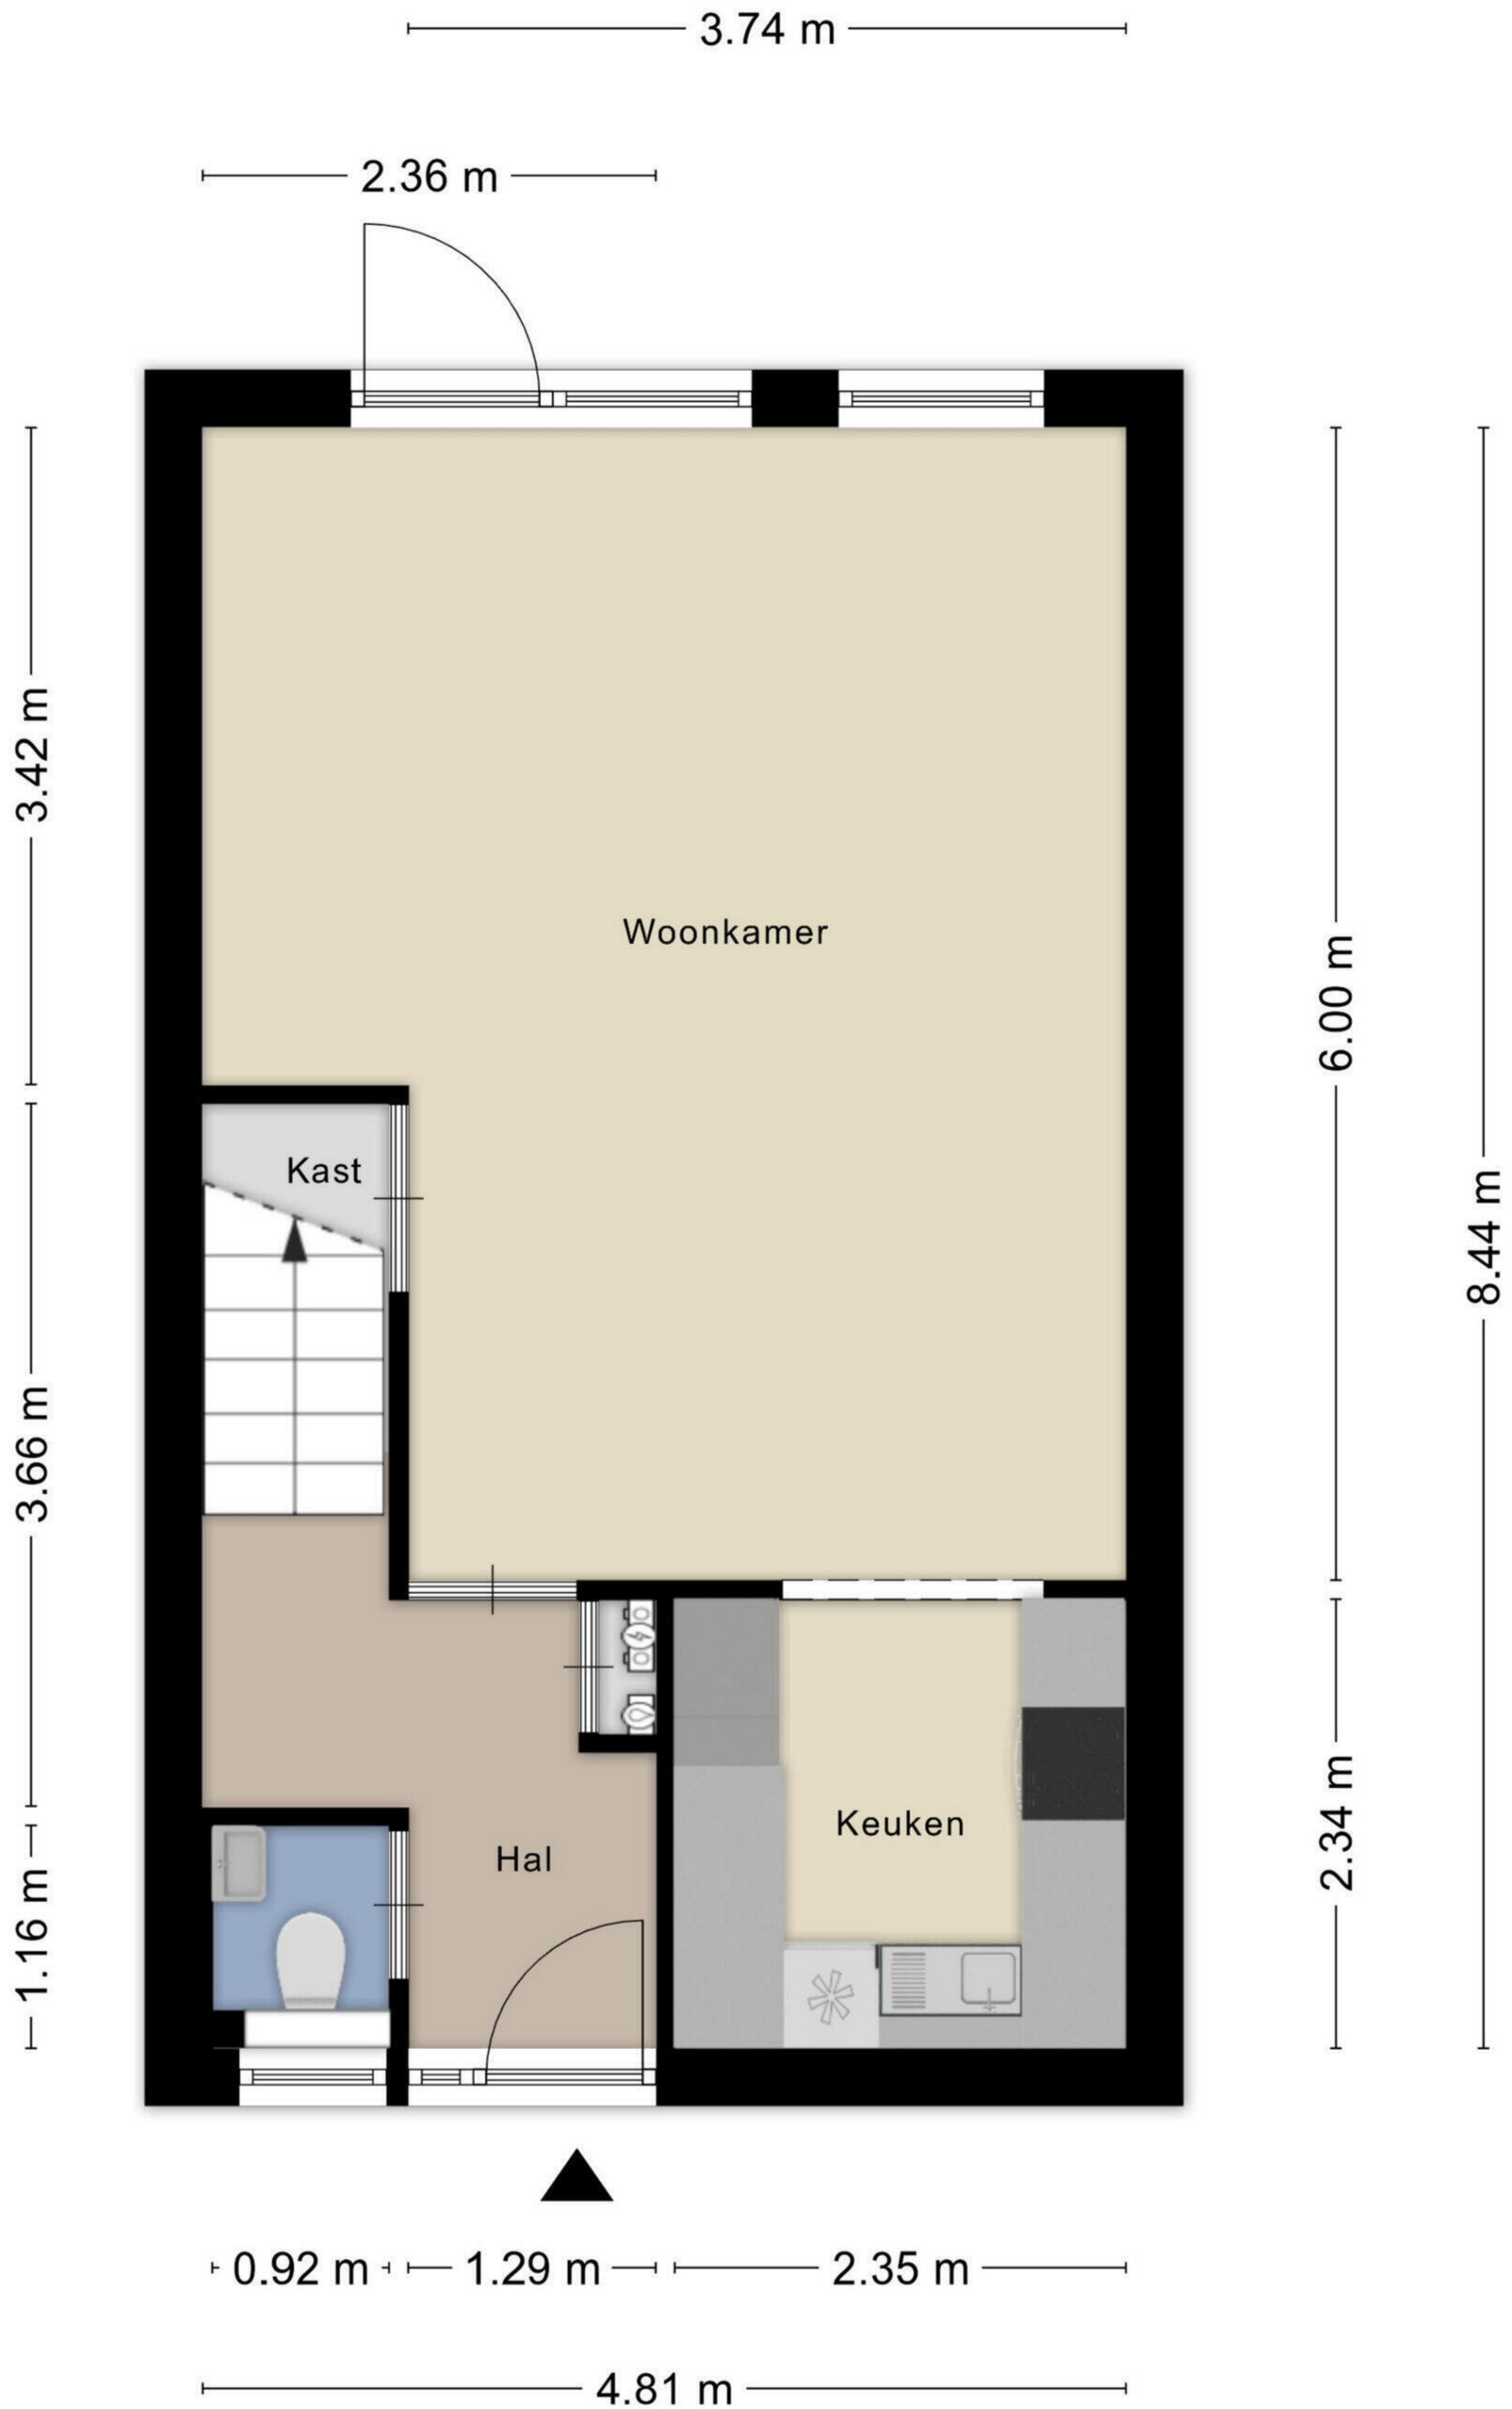 3.74 m
2.36 m
3.42 m
Woonkamer
6.00 m
Kast
8.44 m
3.66 m
Keuken
2.34 m
Hal
1.16 m
0.92 m
1.29 m
2.35 m
4.81 m